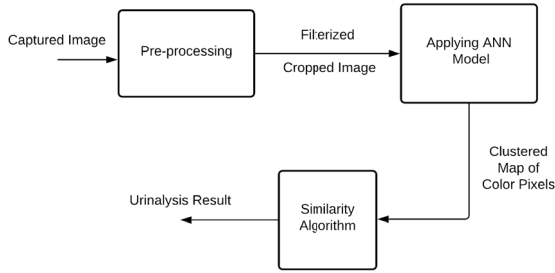 Captured Image
Pre-processing
Filterized
Cropped Image
Applying ANN
Model
Clustered
Map of
Color Pixels
Similarity
Algorithm
Urinalysis Result